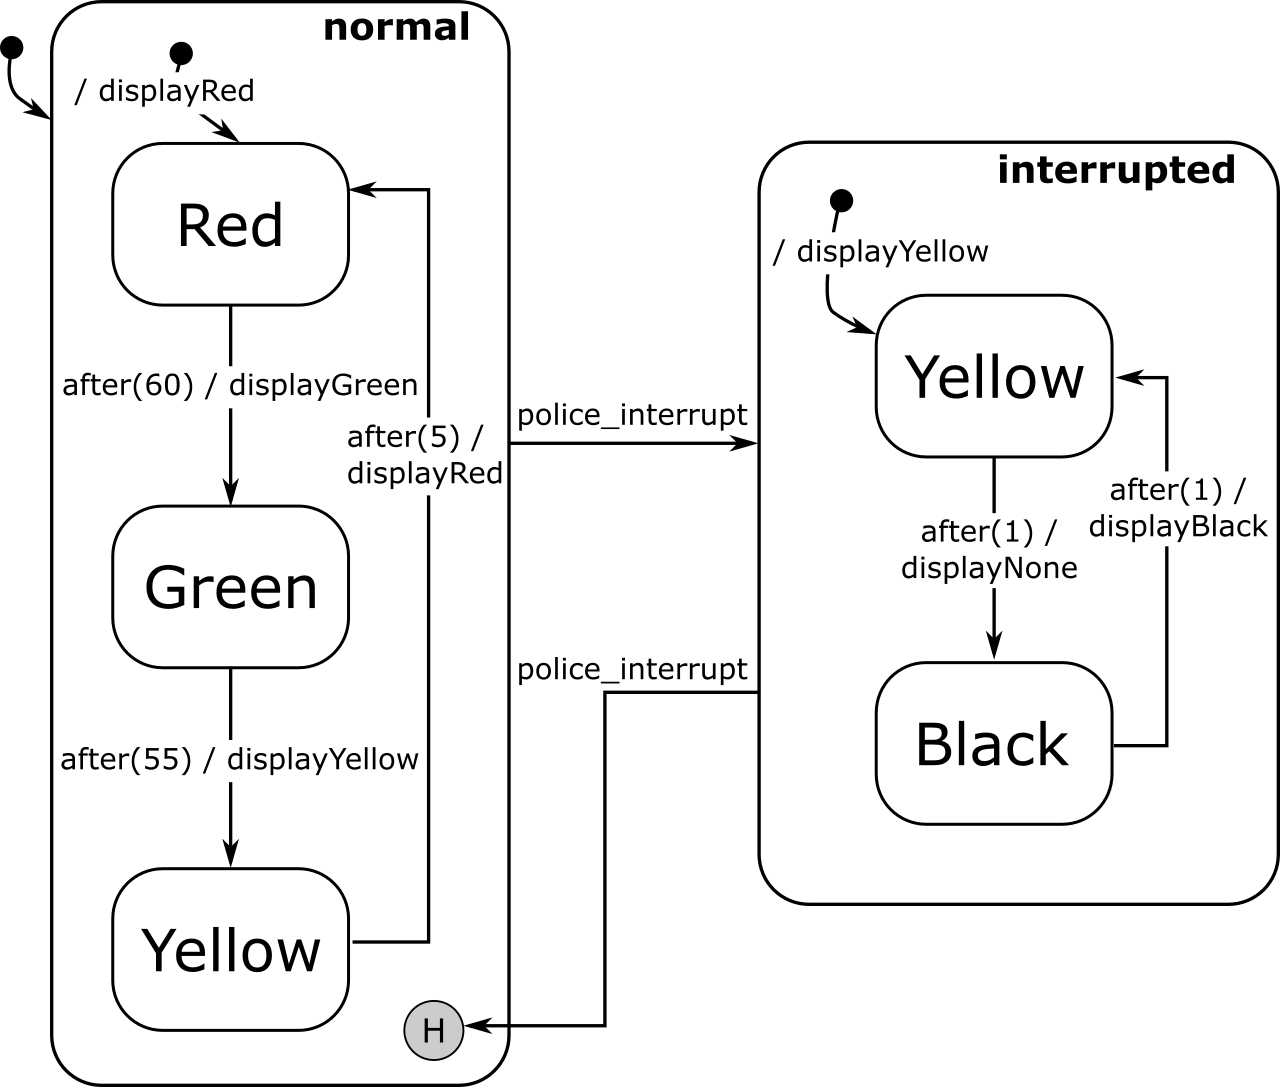 normal
/ displayRed
Red
after(60) / displayGreen
after(5) /
displayRed
Green
after(55) / displayYellow
Yellow
H
police_interrupt
police_interrupt
interrupted
/ displayYellow
Yellow
after(1) /
displayNone
after(1) /
displayBlack
Black